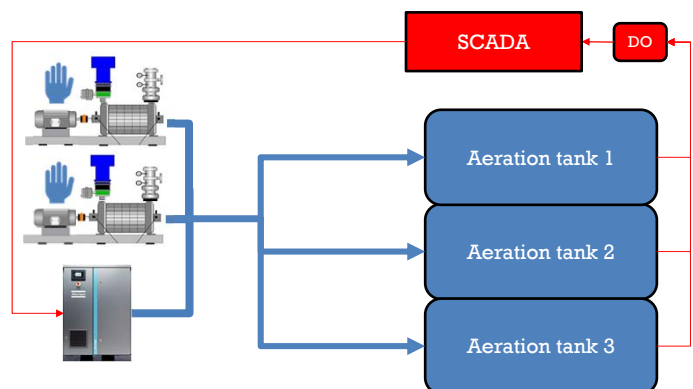 SCADA
DO
Aeration tank 1
Aeration tank 2
Aeration tank 3